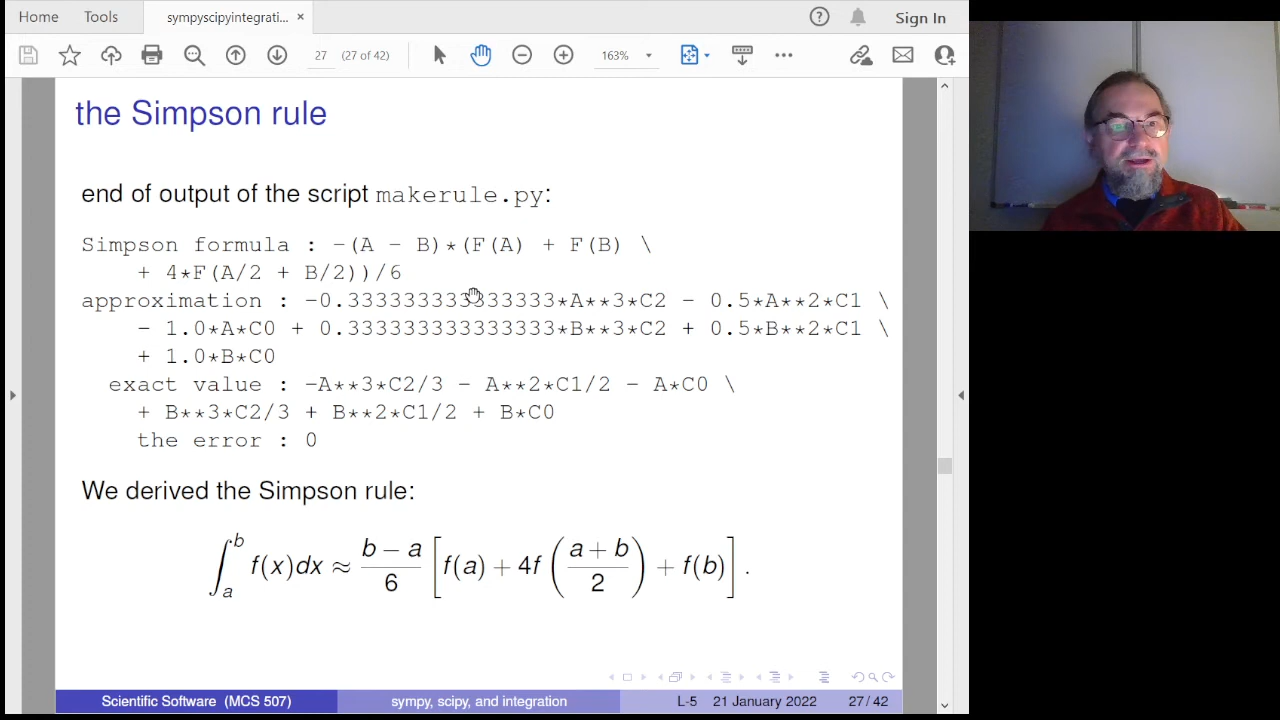 Home Tools sympyscipyintegrati... × Sign In
27 (27 of 42) 163%
the Simpson rule
end of output of the script makerule.py:
Simpson formula : -(A - B)*(F(A) + F(B) \
+ 4*F(A/2 + B/2))/6
approximation : -0.333333333333333*A**3*C2 - 0.5*A**2*C1 \
- 1.0*A*C0 + 0.333333333333333*B**3*C2 + 0.5*B**2*C1 \
+ 1.0*B*C0
exact value : -A**3*C2/3 - A**2*C1/2 - A*C0 \
+ B**3*C2/3 + B**2*C1/2 + B*C0
the error : 0
We derived the Simpson rule:
∫_a^b f(x)dx ≈ (b − a)/6 [f(a) + 4f((a + b)/2) + f(b)].
Scientific Software (MCS 507) sympy, scipy, and integration L-5 21 January 2022 27 / 42